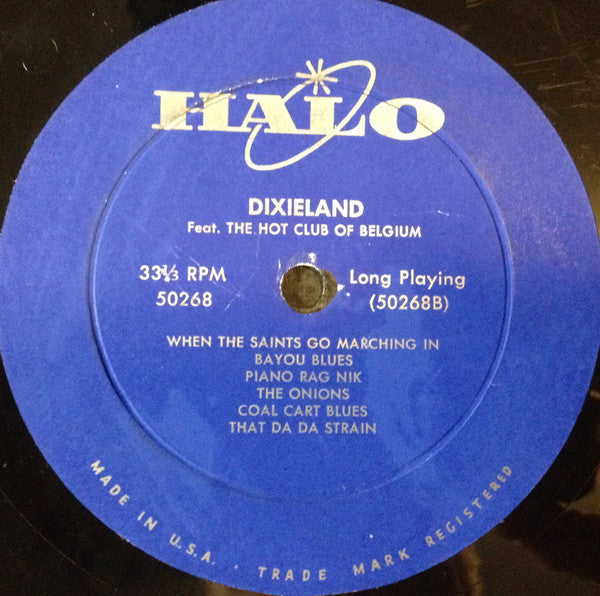 HALO
DIXIELAND
Feat. THE HOT CLUB OF BELGIUM
33⅓ RPM
50268
Long Playing
(50268B)
WHEN THE SAINTS GO MARCHING IN
BAYOU BLUES
PIANO RAG NIK
THE ONIONS
COAL CART BLUES
THAT DA DA STRAIN
MADE IN U.S.A. · TRADE MARK REGISTERED